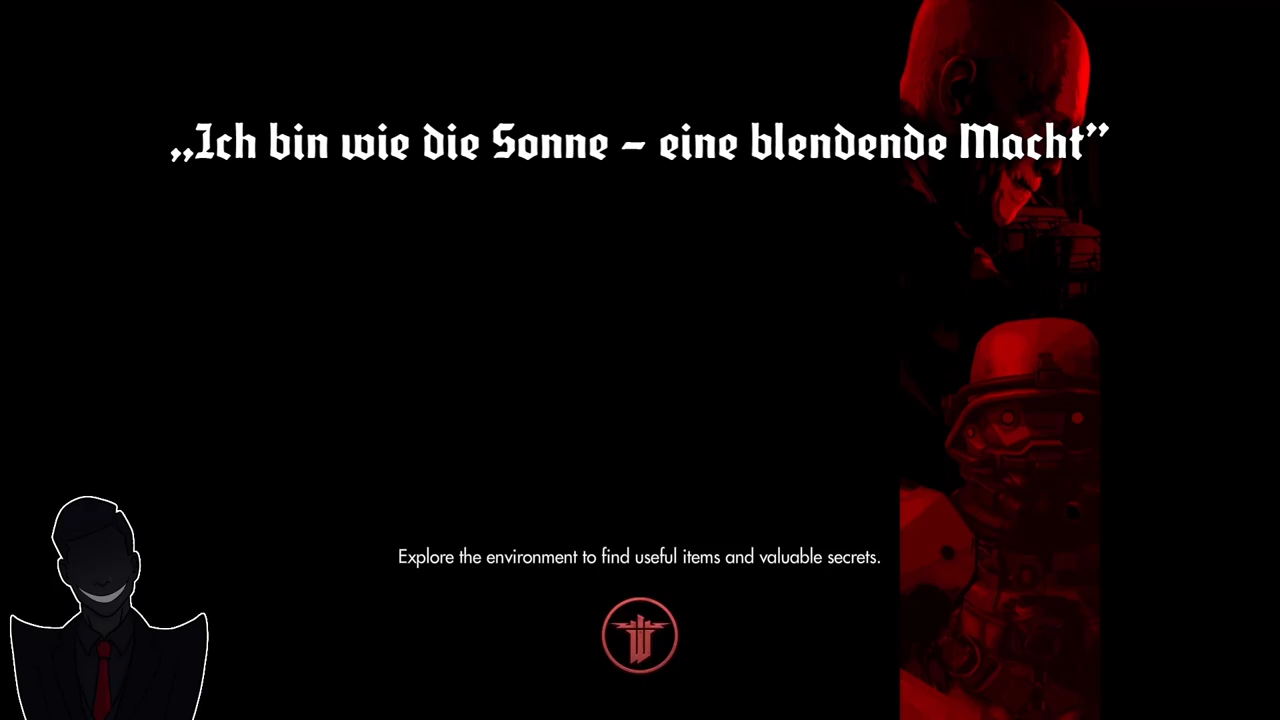 „Ich bin wie die Sonne – eine blendende Macht”
Explore the environment to find useful items and valuable secrets.